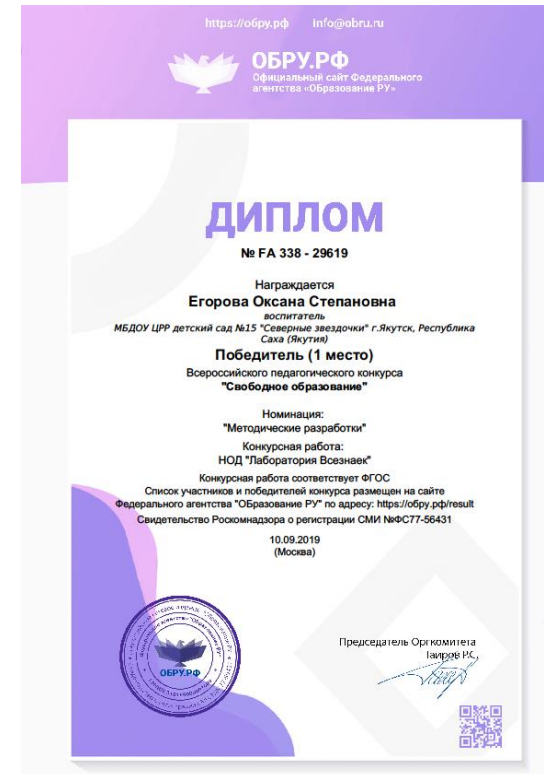 https://обру.рф info@obru.ru
ОБРУ.РФ
Официальный сайт Федерального
агентства «ОБразование РУ»
ДИПЛОМ
№ FA 338 - 29619
Награждается
Егорова Оксана Степановна
воспитатель
МБДОУ ЦРР детский сад №15 "Северные звездочки" г.Якутск, Республика
Саха (Якутия)
Победитель (1 место)
Всероссийского педагогического конкурса
"Свободное образование"
Номинация:
"Методические разработки"
Конкурсная работа:
НОД "Лаборатория Всезнаек"
Конкурсная работа соответствует ФГОС
Список участников и победителей конкурса размещен на сайте
Федерального агентства "ОБразование РУ" по адресу: https://обру.рф/result
Свидетельство Роскомнадзора о регистрации СМИ №ФС77-56431
10.09.2019
(Москва)
Председатель Оргкомитета
Таиров Р.С.
ОБРУ.РФ